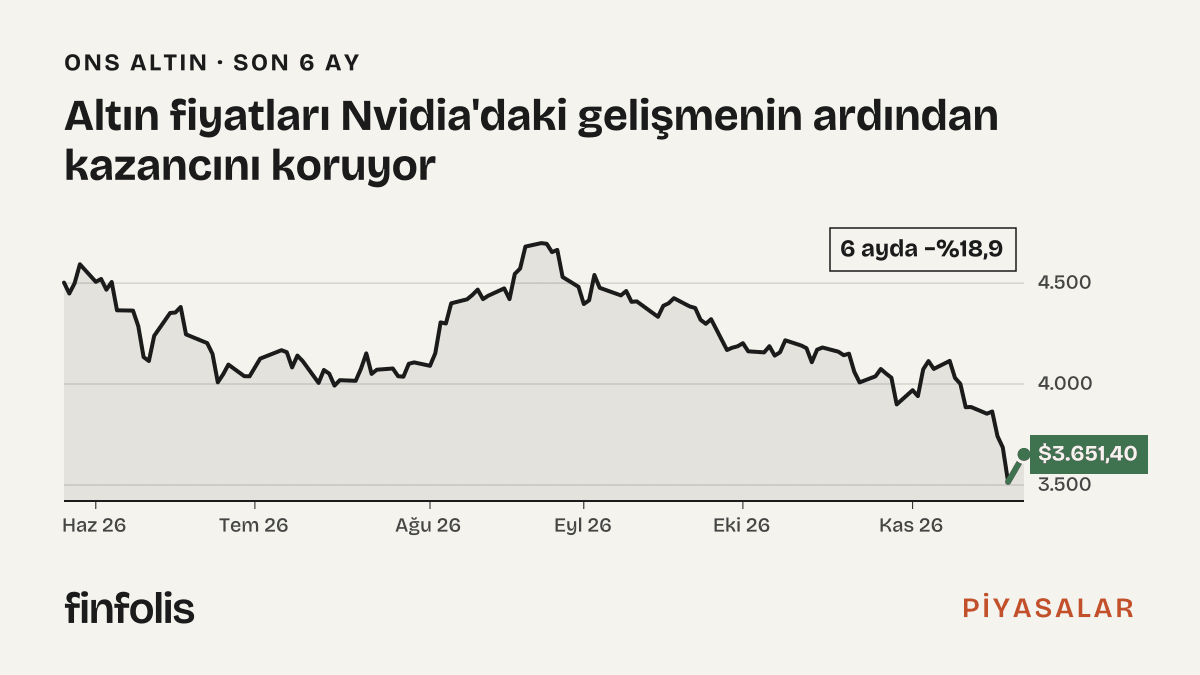 ONS ALTIN · SON 6 AY
Altın fiyatları Nvidia'daki gelişmenin ardından
kazancını koruyor
6 ayda −%18,9
4.500
4.000
$3.651,40
3.500
Haz 26
Tem 26
Ağu 26
Eyl 26
Eki 26
Kas 26
finfolis
PİYASALAR